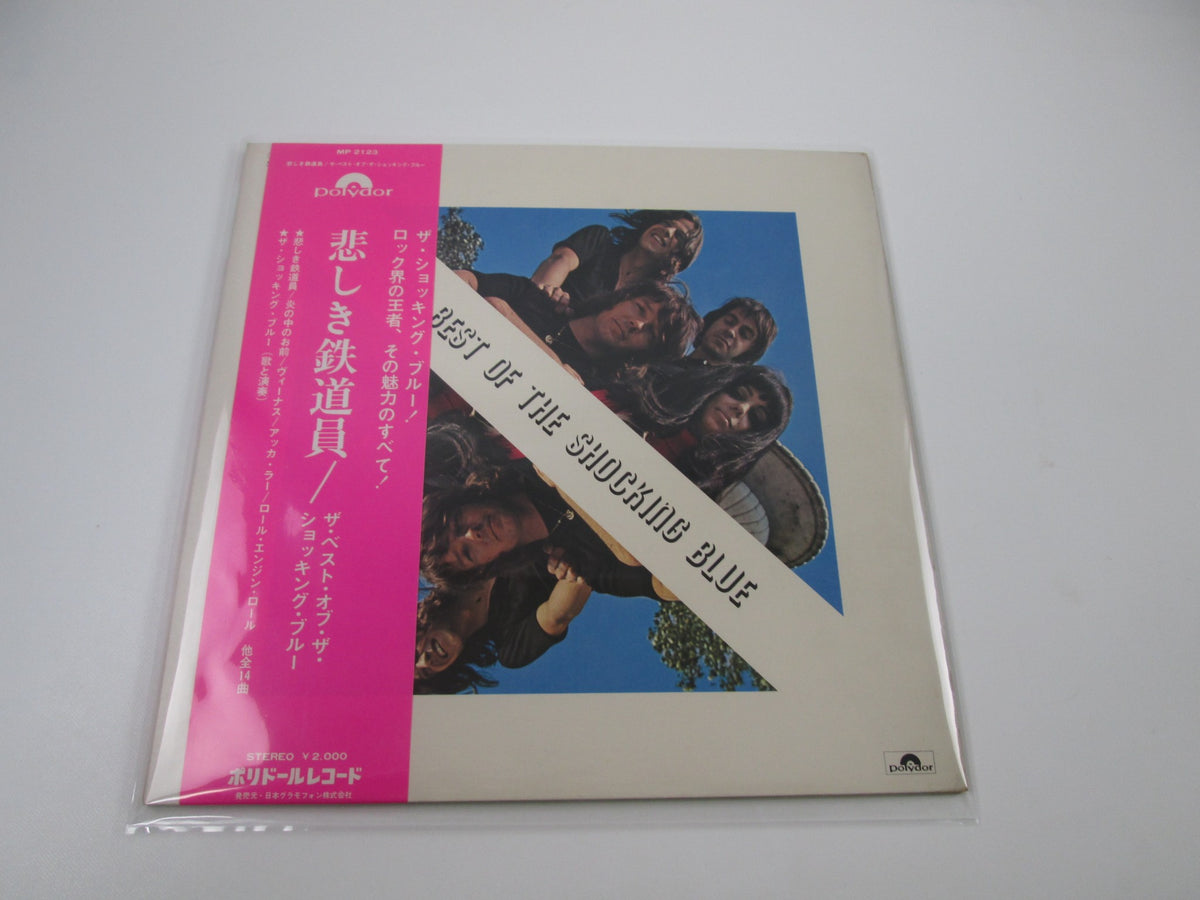 MP 2123
悲しき鉄道員/ザ・ベスト・オブ・ザ・ショッキング・ブルー
polydor
ザ・ショッキング・ブルー!
ロック界の王者、その魅力のすべて!
悲しき鉄道員/
ザ・ベスト・オブ・ザ・
ショッキング・ブルー
★悲しき鉄道員/炎の中のお前/ヴィーナス/アッカ・ラー/ロール・エンジン・ロール 他全14曲
★ザ・ショッキング・ブルー(歌と演奏)
STEREO ¥2,000
ポリドールレコード
発売元・日本グラモフォン株式会社
BEST OF THE SHOCKING BLUE
polydor